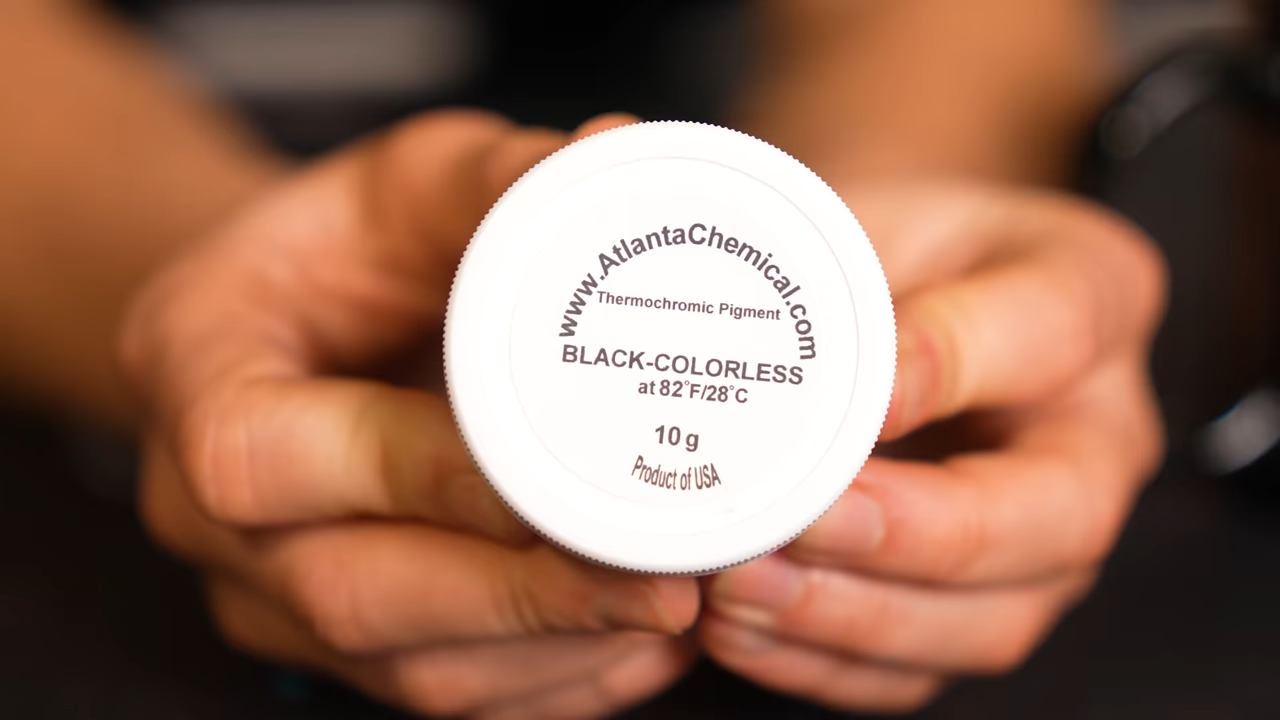 www.AtlantaChemical.com
Thermochromic Pigment
BLACK-COLORLESS
at 82°F/28°C
10 g
Product of USA